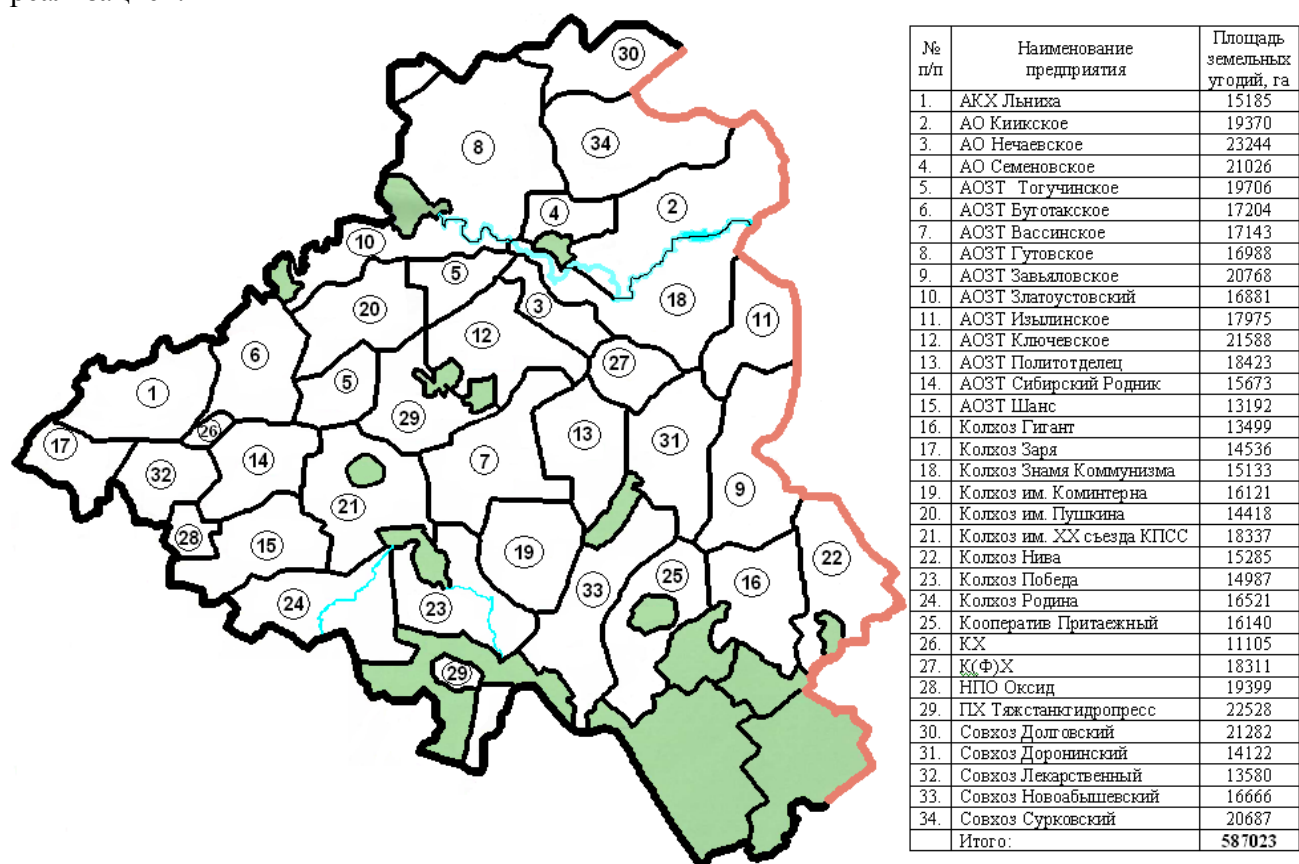 30
34
8
4
2
10
5
3
18
11
20
12
27
6
5
1
29
13
31
26
17
32
14
7
9
21
28
15
19
22
25
16
33
24
23
29
№ п/п Наименование предприятия Площадь земельных угодий, га
1. АКХ Льниха 15185
2. АО Киикское 19370
3. АО Нечаевское 23244
4. АО Семеновское 21026
5. АОЗТ Тогучинское 19706
6. АОЗТ Буготакское 17204
7. АОЗТ Вассинское 17143
8. АОЗТ Гутовское 16988
9. АОЗТ Завьяловское 20768
10. АОЗТ Златоустовский 16881
11. АОЗТ Изылинское 17975
12. АОЗТ Ключевское 21588
13. АОЗТ Политотделец 18423
14. АОЗТ Сибирский Родник 15673
15. АОЗТ Шанс 13192
16. Колхоз Гигант 13499
17. Колхоз Заря 14536
18. Колхоз Знамя Коммунизма 15133
19. Колхоз им. Коминтерна 16121
20. Колхоз им. Пушкина 14418
21. Колхоз им. ХХ съезда КПСС 18337
22. Колхоз Нива 15285
23. Колхоз Победа 14987
24. Колхоз Родина 16521
25. Кооператив Притаежный 16140
26. КХ 11105
27. К(Ф)Х 18311
28. НПО Оксид 19399
29. ПХ Тяжстанкгидропресс 22528
30. Совхоз Долговский 21282
31. Совхоз Доронинский 14122
32. Совхоз Лекарственный 13580
33. Совхоз Новоабышевский 16666
34. Совхоз Сурковский 20687
Итого: 587023